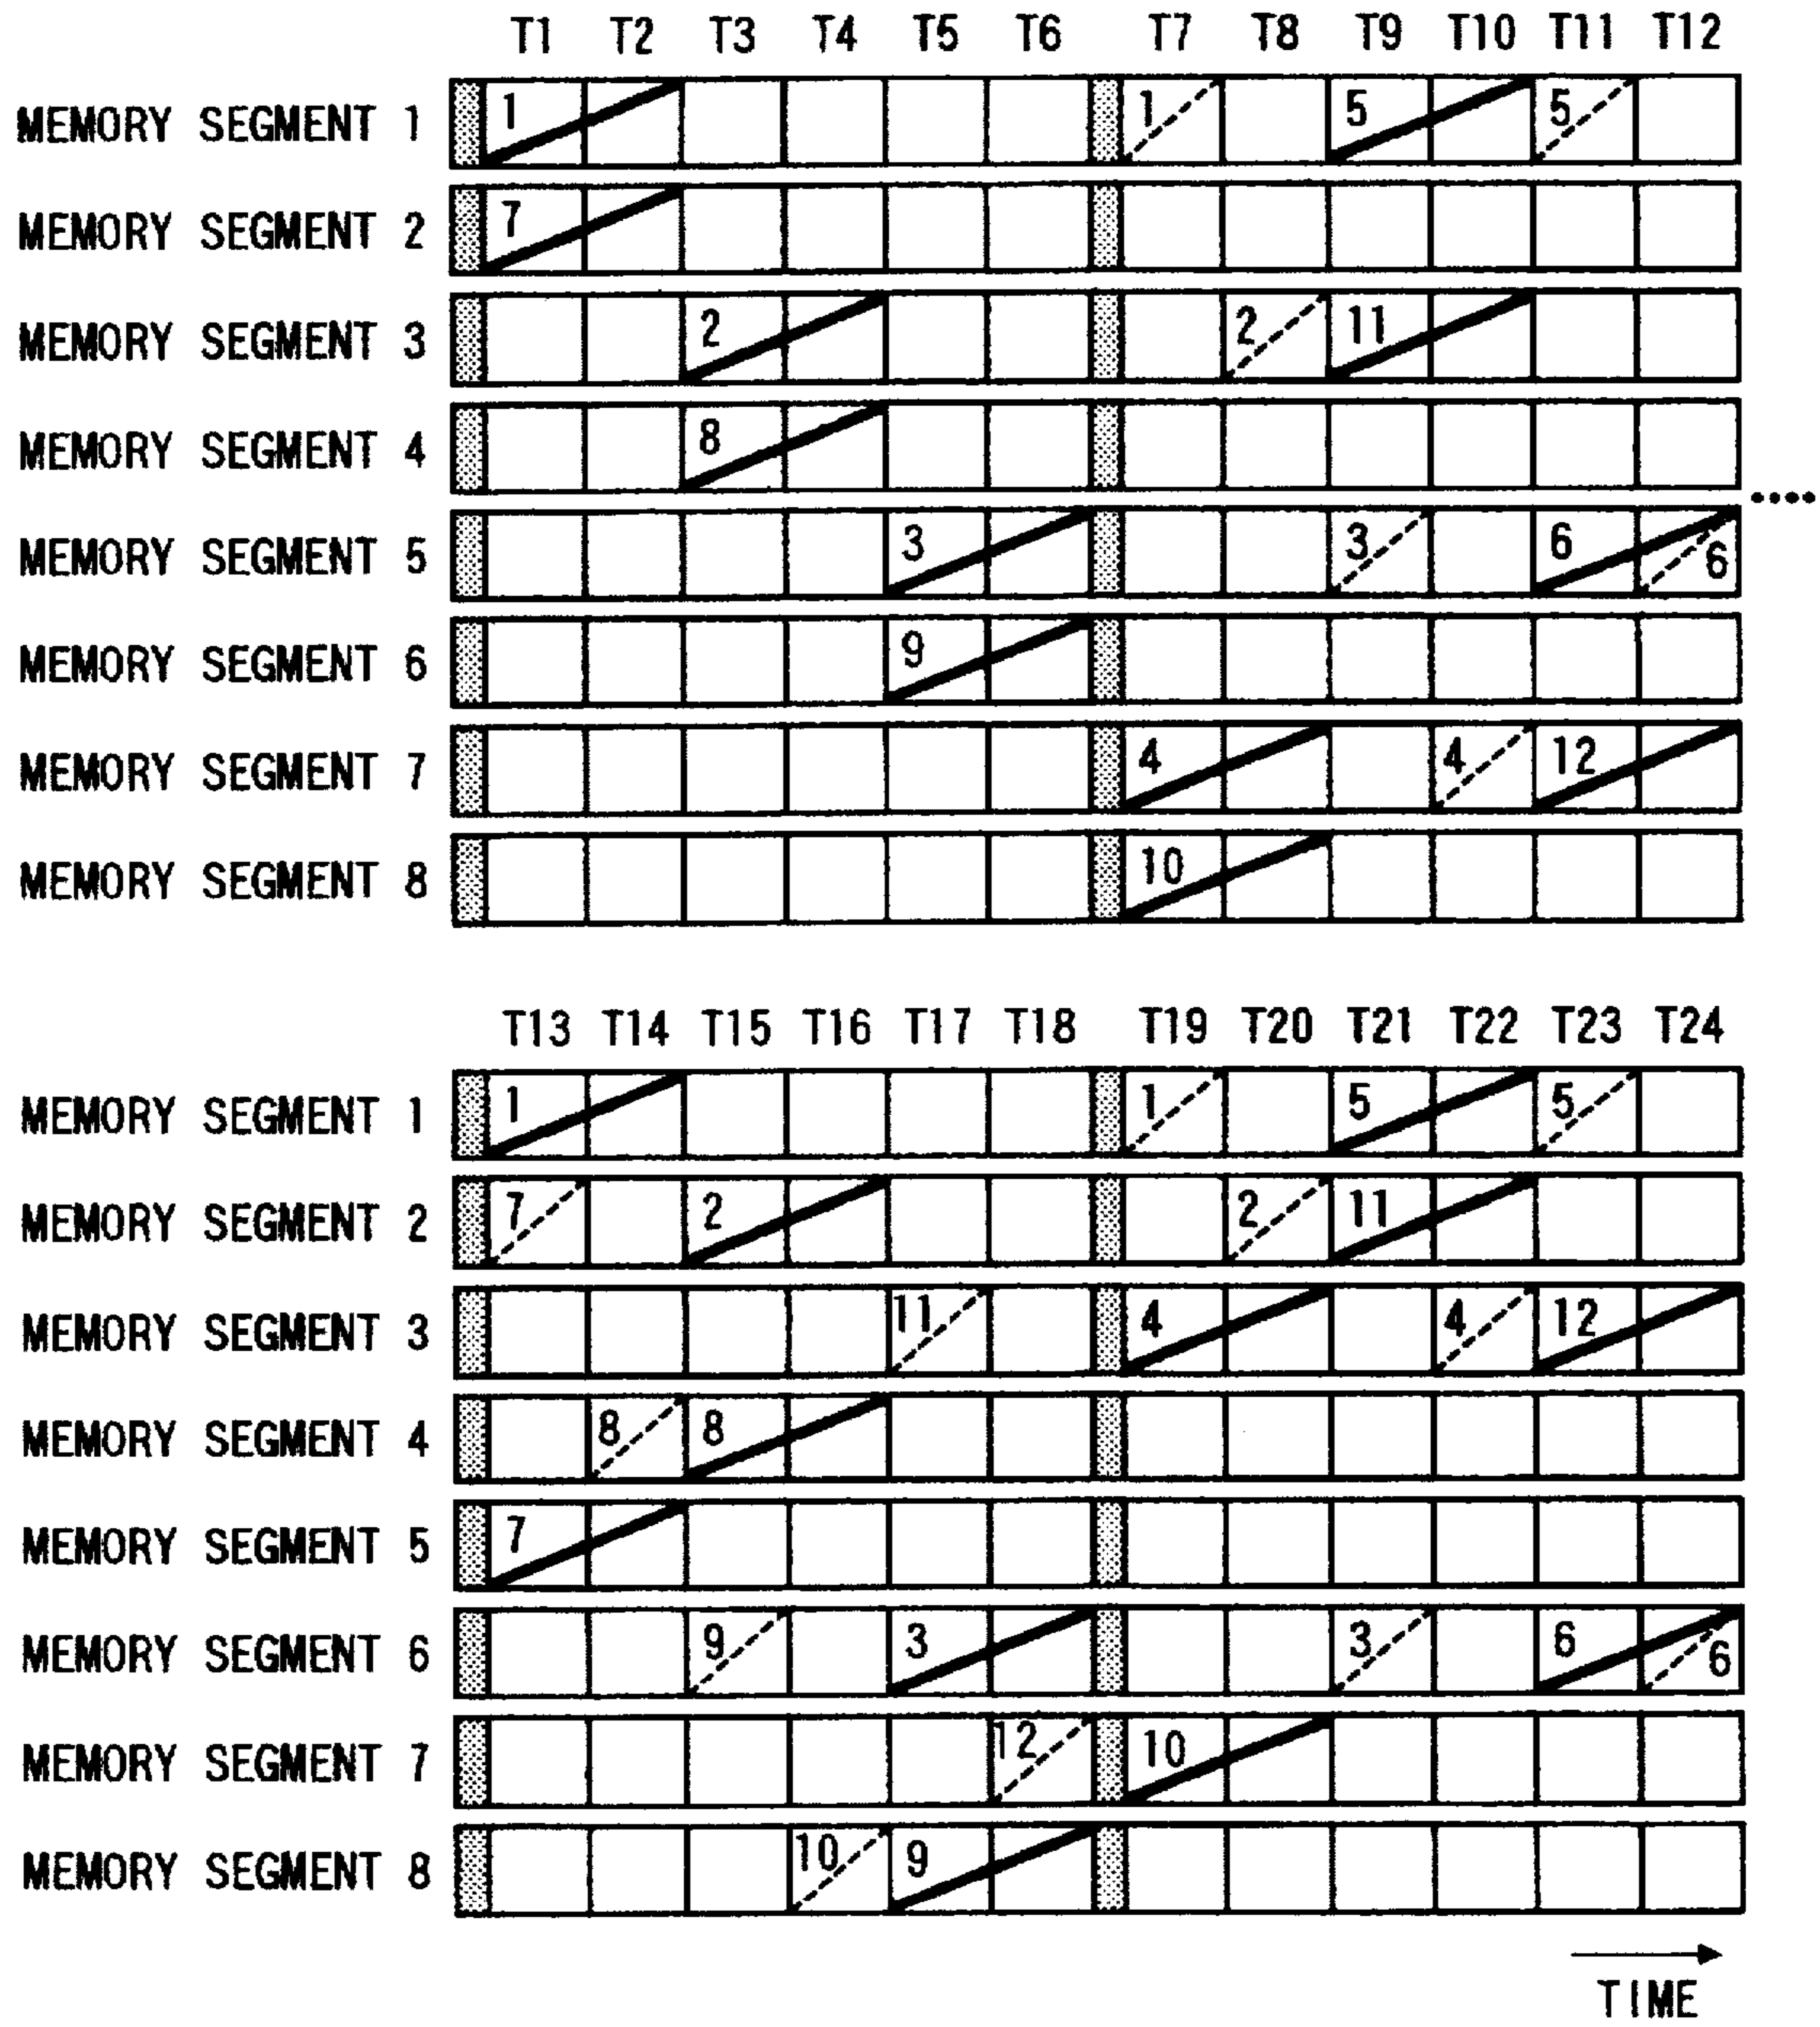 T1 T2 T3 T4 T5 T6 T7 T8 T9 T10 T11 T12
MEMORY SEGMENT 1 1 1 5 5
MEMORY SEGMENT 2 7
MEMORY SEGMENT 3 2 2 11
MEMORY SEGMENT 4 8
....
MEMORY SEGMENT 5 3 3 6 6
MEMORY SEGMENT 6 9
MEMORY SEGMENT 7 4 4 12
MEMORY SEGMENT 8 10
T13 T14 T15 T16 T17 T18 T19 T20 T21 T22 T23 T24
MEMORY SEGMENT 1 1 1 5 5
MEMORY SEGMENT 2 7 2 2 11
MEMORY SEGMENT 3 11 4 4 12
MEMORY SEGMENT 4 8 8
MEMORY SEGMENT 5 7
MEMORY SEGMENT 6 9 3 3 6 6
MEMORY SEGMENT 7 12 10
MEMORY SEGMENT 8 10 9
TIME